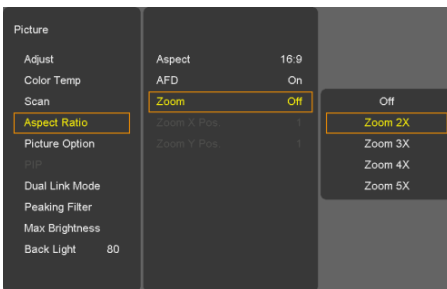 Picture
Adjust
Color Temp
Scan
Aspect Ratio
Picture Option
PIP
Dual Link Mode
Peaking Filter
Max Brightness
Back Light 80
Aspect 16:9
AFD On
Zoom Off
Zoom X Pos. 1
Zoom Y Pos. 1
Off
Zoom 2X
Zoom 3X
Zoom 4X
Zoom 5X